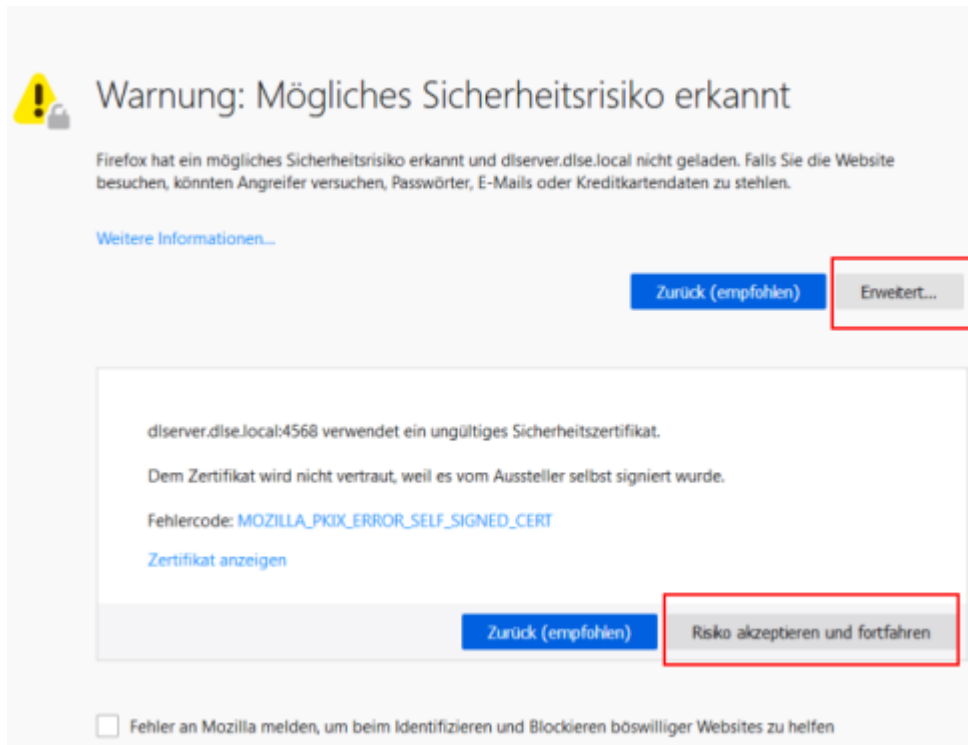 Warnung: Mögliches Sicherheitsrisiko erkannt
Firefox hat ein mögliches Sicherheitsrisiko erkannt und dlserver.dlse.local nicht geladen. Falls Sie die Website
besuchen, könnten Angreifer versuchen, Passwörter, E-Mails oder Kreditkartendaten zu stehlen.
Weitere Informationen...
Zurück (empfohlen) Erweitert...
dlserver.dlse.local:4568 verwendet ein ungültiges Sicherheitszertifikat.
Dem Zertifikat wird nicht vertraut, weil es vom Aussteller selbst signiert wurde.
Fehlercode: MOZILLA_PKIX_ERROR_SELF_SIGNED_CERT
Zertifikat anzeigen
Zurück (empfohlen) Risiko akzeptieren und fortfahren
Fehler an Mozilla melden, um beim Identifizieren und Blockieren böswilliger Websites zu helfen